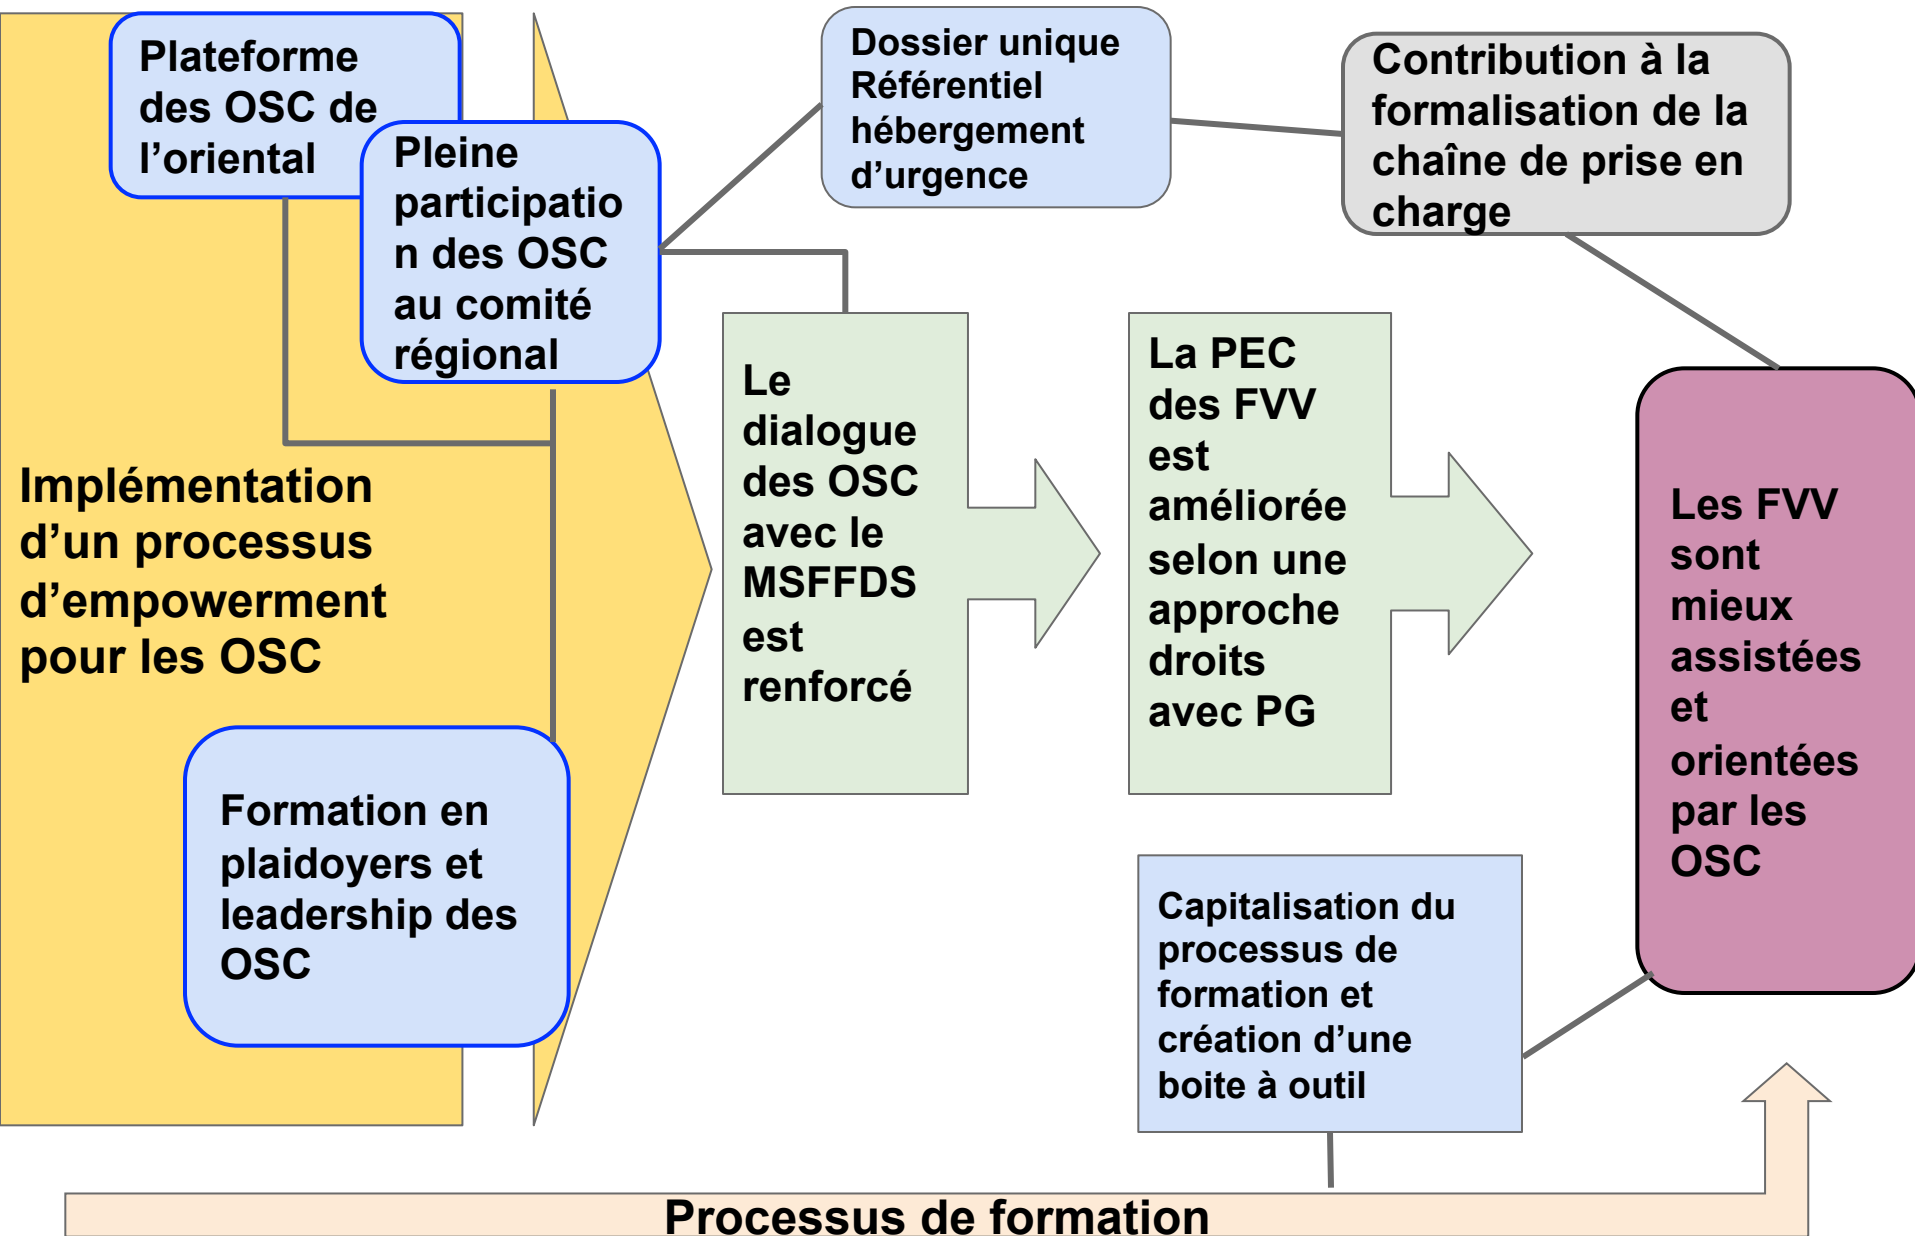 Plateforme
des OSC de
l'oriental
Pleine
participatio
n des OSC
au comité
régional
Implémentation
d'un processus
d'empowerment
pour les OSC
Formation en
plaidoyers et
leadership des
OSC
Dossier unique
Référentiel
hébergement
d'urgence
Contribution à la
formalisation de la
chaîne de prise en
charge
Le
dialogue
des OSC
avec le
MSFFDS
est
renforcé
La PEC
des FVV
est
améliorée
selon une
approche
droits
avec PG
Les FVV
sont
mieux
assistées
et
orientées
par les
OSC
Capitalisation du
processus de
formation et
création d'une
boite à outil
Processus de formation